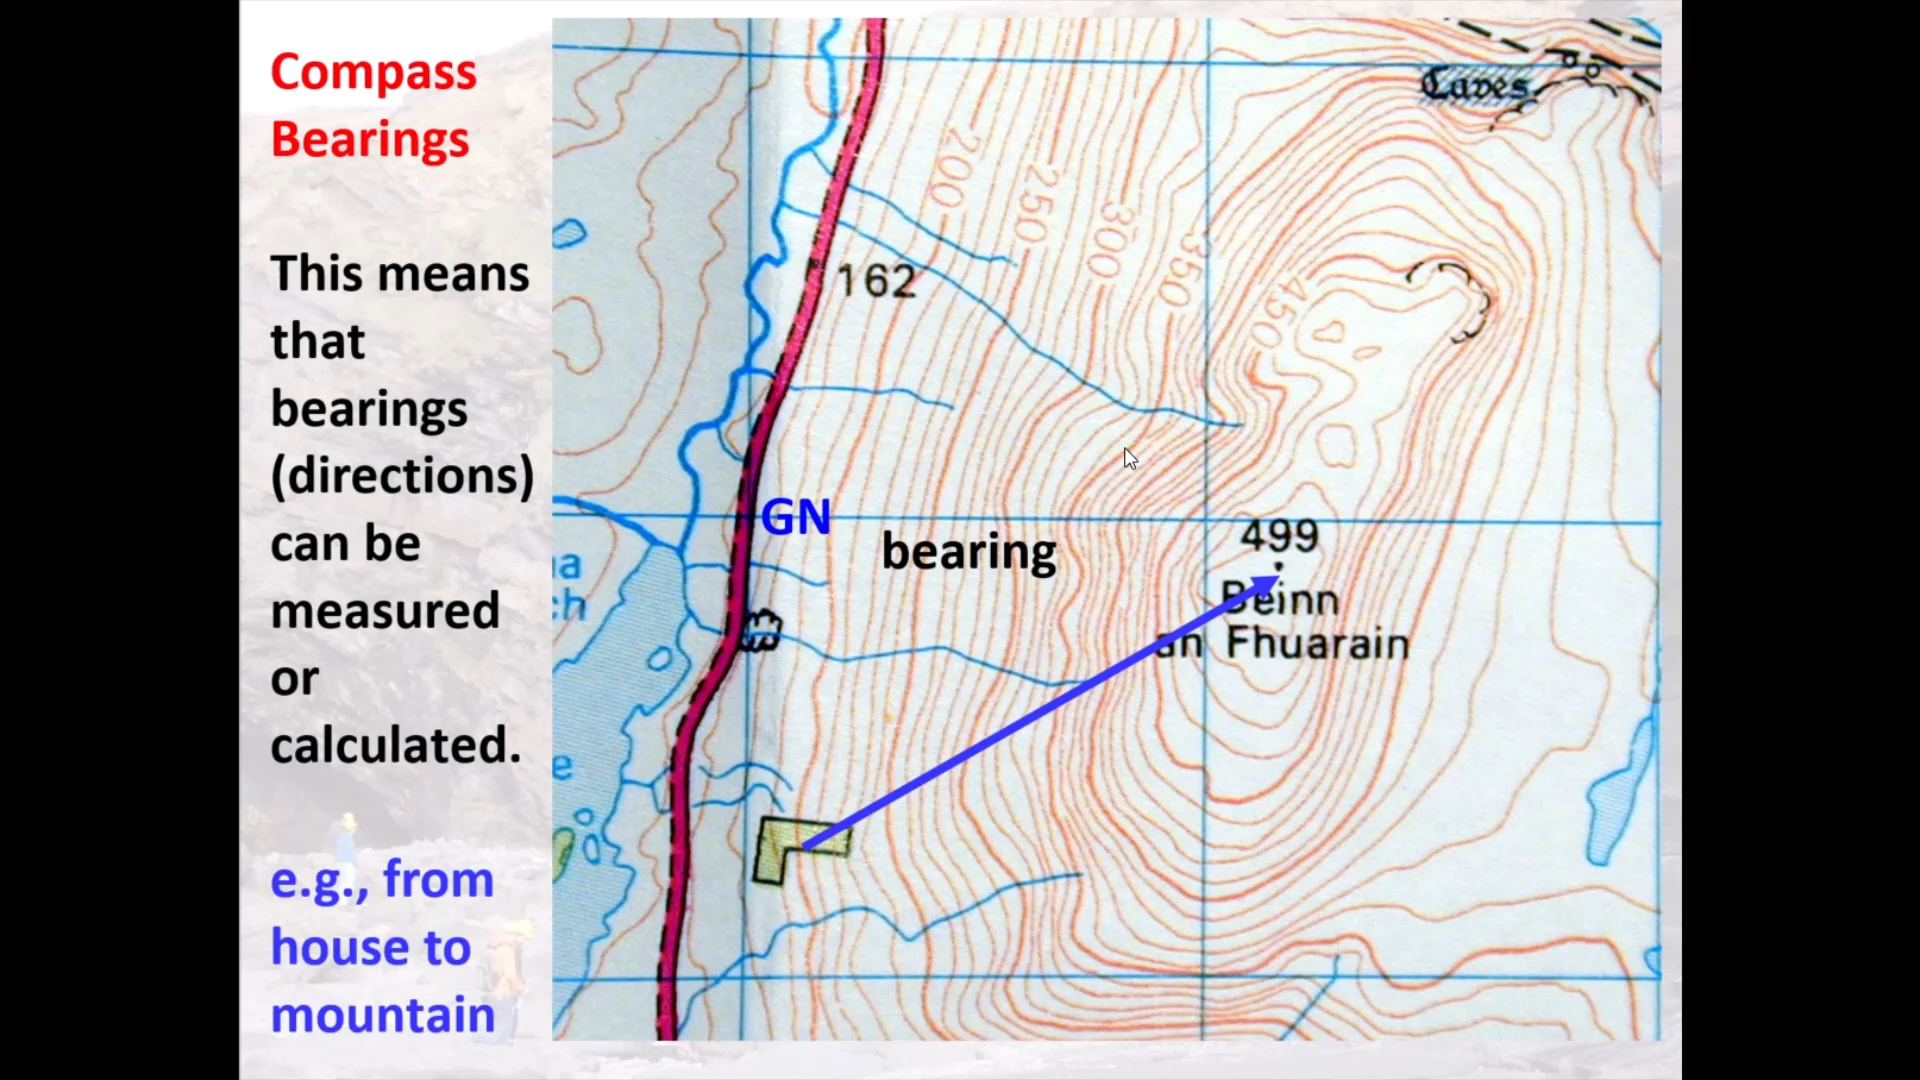 Compass
Bearings
This means
that
bearings
(directions)
can be
measured
or
calculated.
e.g., from
house to
mountain
Caves
200
250
300
350
450
162
GN
bearing
499
Beinn
an Fhuarain